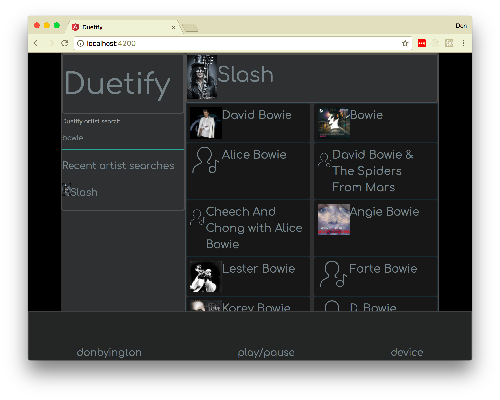 Duetify
Don
localhost:4200
Duetify
Slash
Duetify artist search
bowie
Recent artist searches
Slash
David Bowie
Bowie
Alice Bowie
David Bowie &
The Spiders
From Mars
Cheech And
Chong with Alice
Bowie
Angie Bowie
Lester Bowie
Forte Bowie
Korey Bowie
D. Bowie
donbyington
play/pause
device